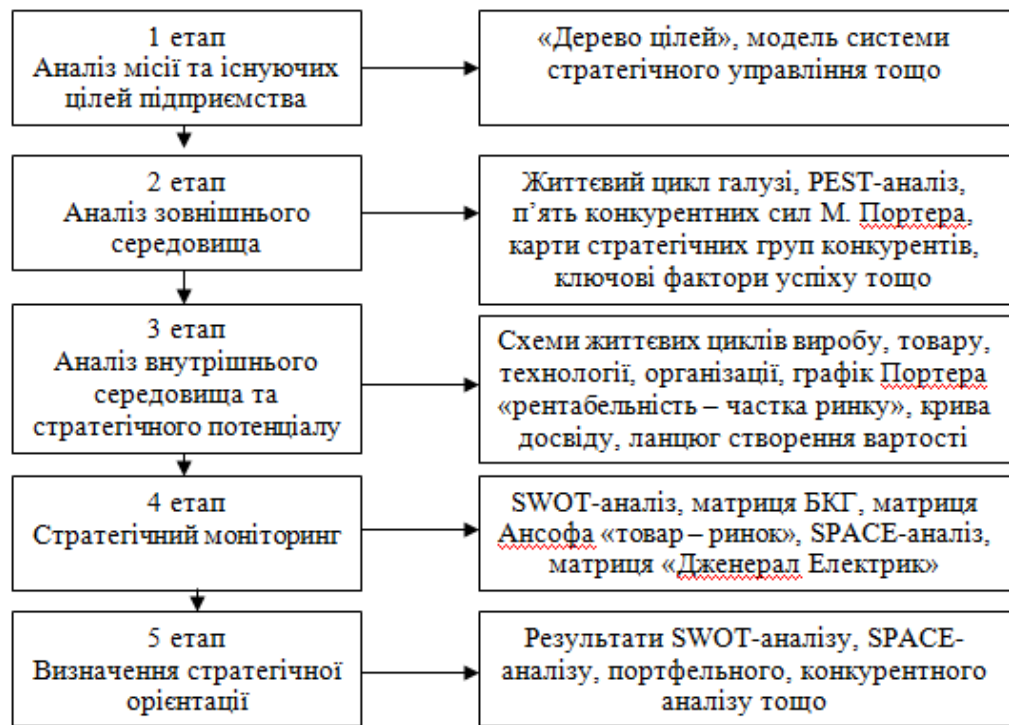 1 етап
Аналіз місії та існуючих
цілей підприємства
«Дерево цілей», модель системи
стратегічного управління тощо
2 етап
Аналіз зовнішнього
середовища
Життєвий цикл галузі, PEST-аналіз,
п’ять конкурентних сил М. Портера,
карти стратегічних груп конкурентів,
ключові фактори успіху тощо
3 етап
Аналіз внутрішнього
середовища та
стратегічного потенціалу
Схеми життєвих циклів виробу, товару,
технології, організації, графік Портера
«рентабельність – частка ринку», крива
досвіду, ланцюг створення вартості
4 етап
Стратегічний моніторинг
SWOT-аналіз, матриця БКГ, матриця
Ансофа «товар – ринок», SPACE-аналіз,
матриця «Дженерал Електрик»
5 етап
Визначення стратегічної
орієнтації
Результати SWOT-аналізу, SPACE-
аналізу, портфельного, конкурентного
аналізу тощо